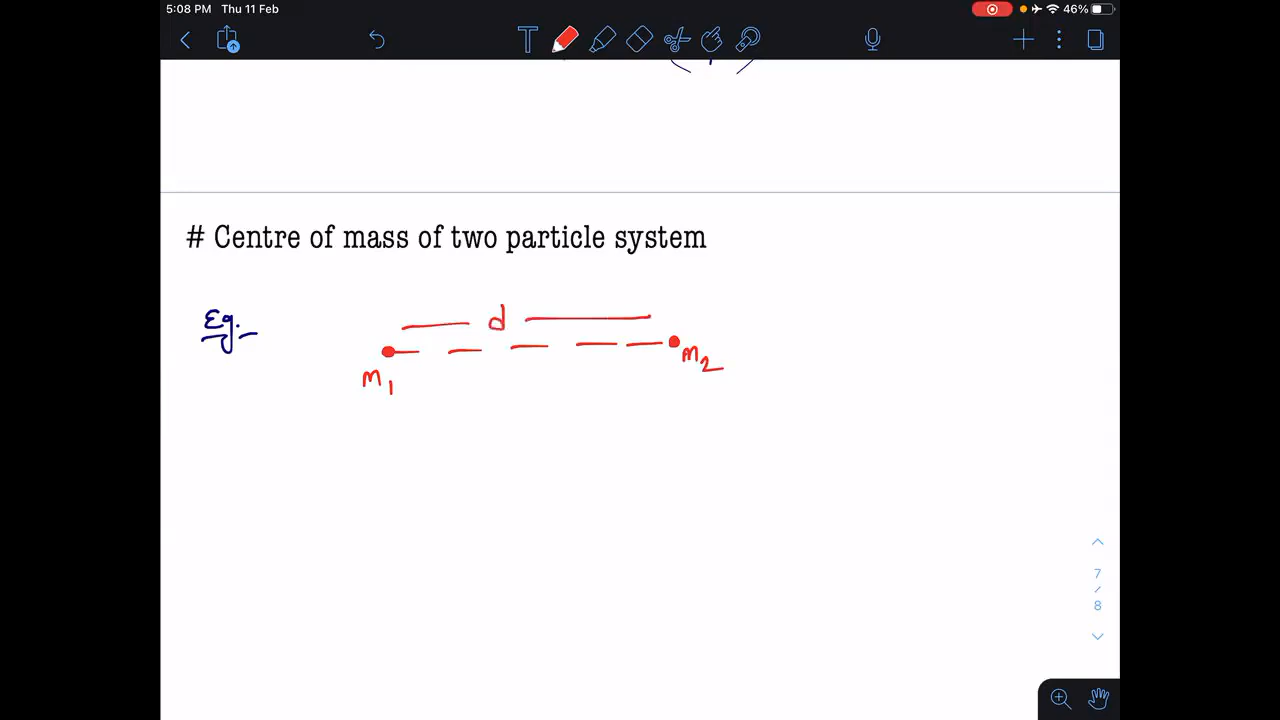 5:08 PM Thu 11 Feb
46%
T
# Centre of mass of two particle system
Eg.
d
m1
m2
7
/
8